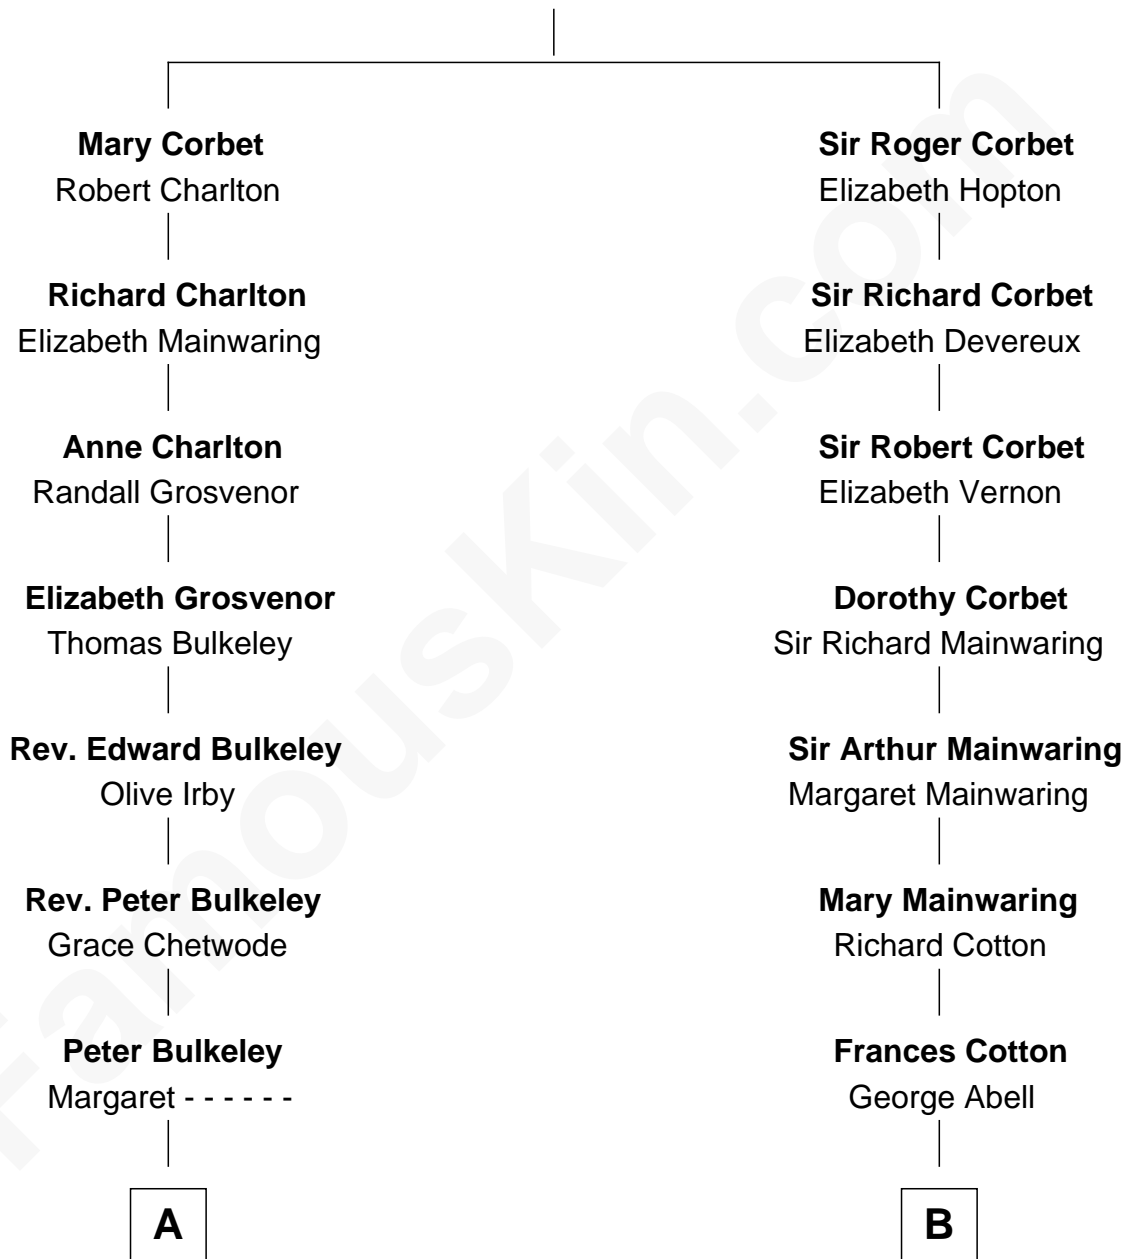 Mary Corbet
Robert Charlton
Sir Roger Corbet
Elizabeth Hopton
Richard Charlton
Elizabeth Mainwaring
Sir Richard Corbet
Elizabeth Devereux
Anne Charlton
Randall Grosvenor
Sir Robert Corbet
Elizabeth Vernon
Elizabeth Grosvenor
Thomas Bulkeley
Dorothy Corbet
Sir Richard Mainwaring
Rev. Edward Bulkeley
Olive Irby
Sir Arthur Mainwaring
Margaret Mainwaring
Rev. Peter Bulkeley
Grace Chetwode
Mary Mainwaring
Richard Cotton
Peter Bulkeley
Margaret - - - - - -
Frances Cotton
George Abell
A
B
FamousKin.com